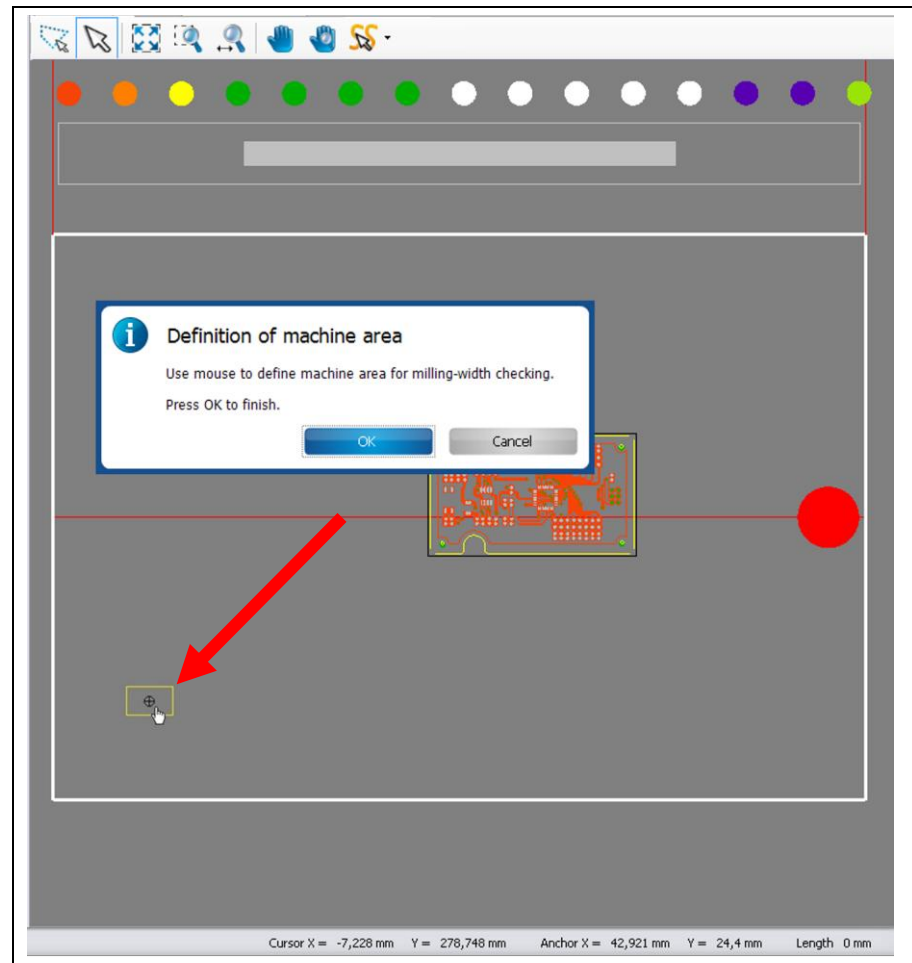 Definition of machine area
Use mouse to define machine area for milling-width checking.
Press OK to finish.
OK Cancel
Cursor X = -7,228 mm Y = 278,748 mm Anchor X = 42,921 mm Y = 24,4 mm Length 0 mm